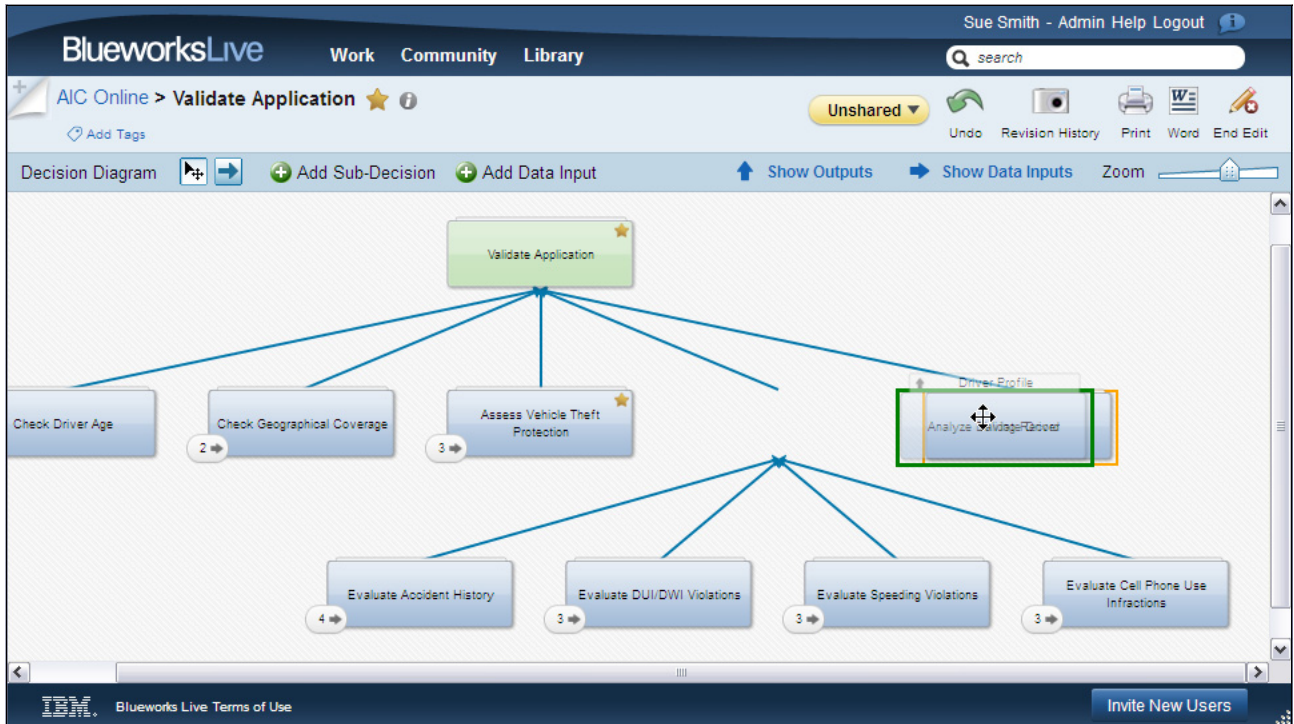 Sue Smith - Admin Help Logout
BlueworksLive
Work Community Library
search
AIC Online > Validate Application
Unshared
Undo Revision History Print Word End Edit
Add Tags
Decision Diagram
Add Sub-Decision
Add Data Input
Show Outputs
Show Data Inputs
Zoom
Validate Application
Driver Profile
Check Driver Age
Check Geographical Coverage
2
Assess Vehicle Theft
Protection
3
Analyze
Evaluate Accident History
4
Evaluate DUI/DWI Violations
3
Evaluate Speeding Violations
3
Evaluate Cell Phone Use
Infractions
3
IBM. Blueworks Live Terms of Use
Invite New Users